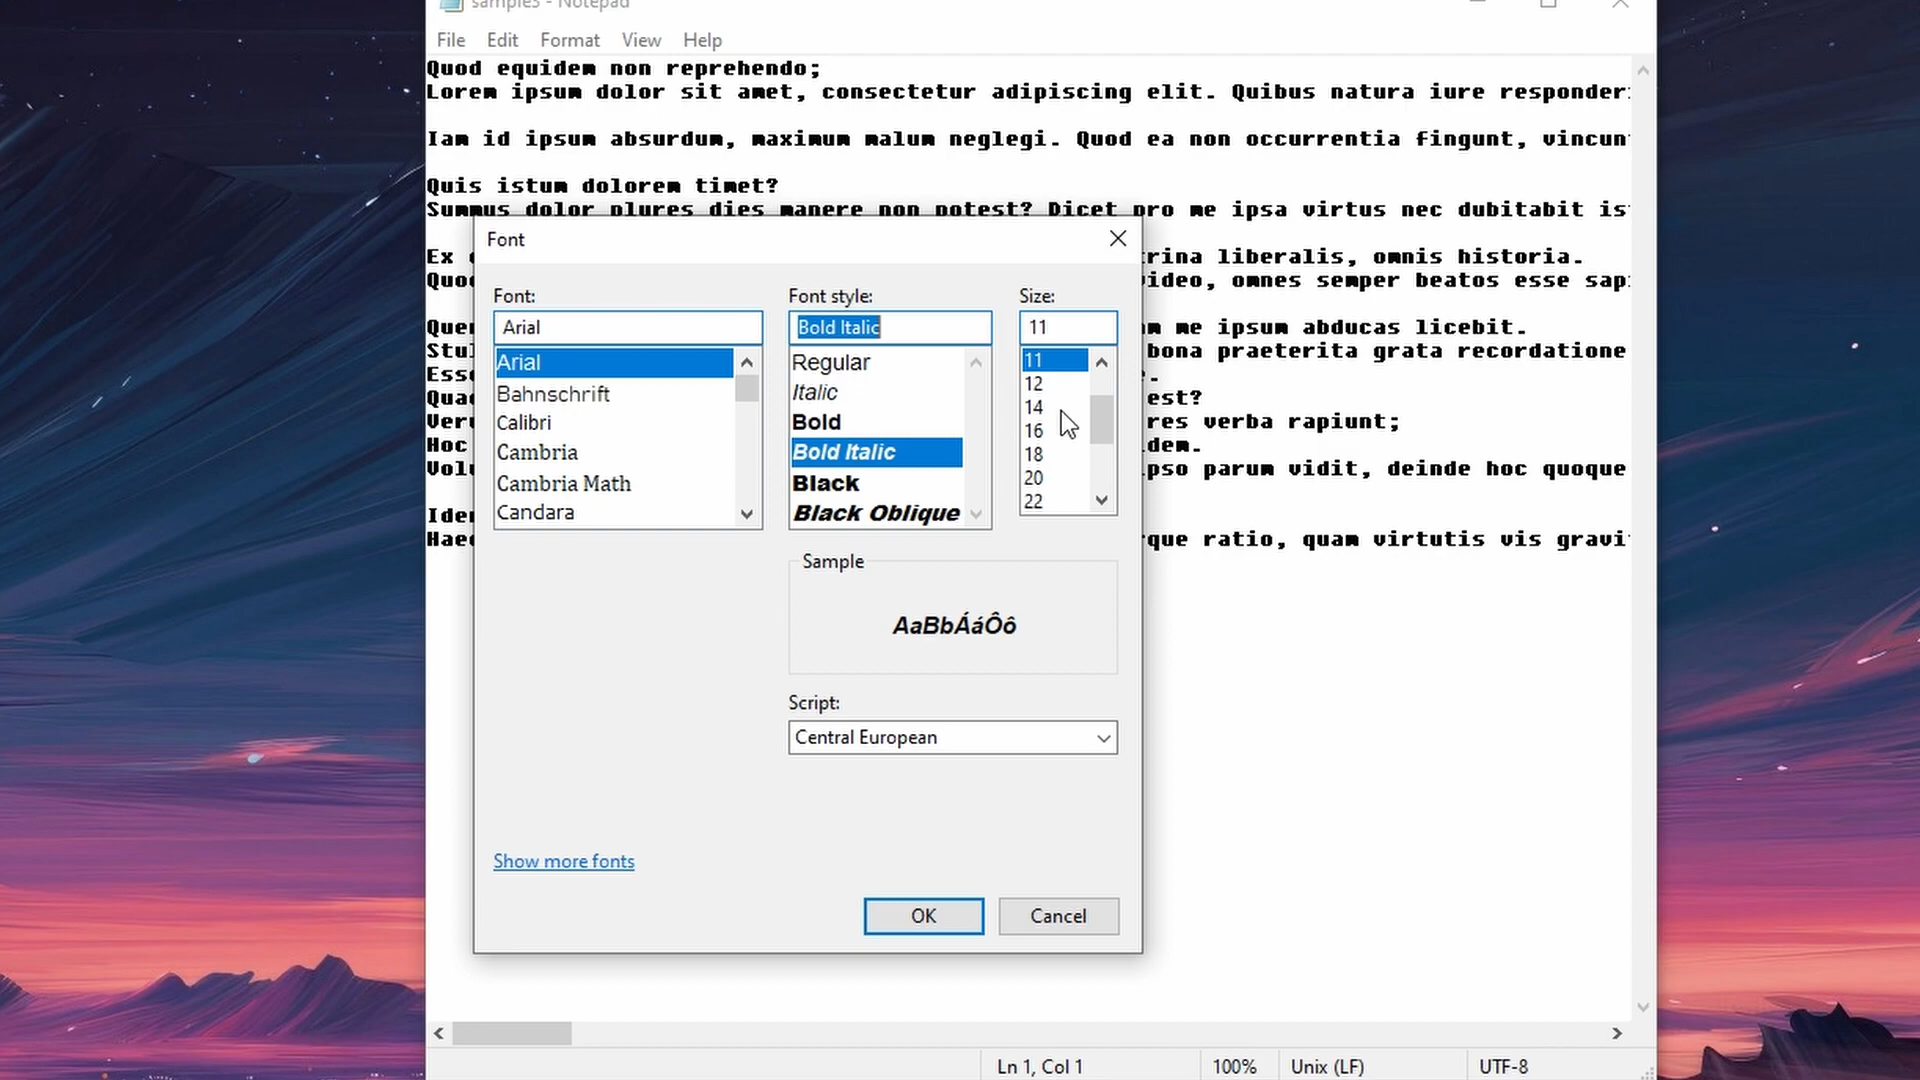 sample3 - Notepad
File Edit Format View Help
Quod equidem non reprehendo;
Lorem ipsum dolor sit amet, consectetur adipiscing elit. Quibus natura iure responder
Iam id ipsum absurdum, maximum malum neglegi. Quod ea non occurrentia fingunt, vincun
Quis istum dolorem timet?
Summus dolor plures dies manere non potest? Dicet pro me ipsa virtus nec dubitabit is
Ex trina liberalis, omnis historia.
Quo video, omnes semper beatos esse sap
Que me ipsum abducas licebit.
Stu bona praeterita grata recordatione
Ess
Qua est?
Ver res verba rapiunt;
Hoc idem.
Vol ipso parum vidit, deinde hoc quoque
Ide
Hae que ratio, quam virtutis vis gravi
Font
Font: Font style: Size:
Arial Bold Italic 11
Arial Regular 11
Bahnschrift Italic 12
Calibri Bold 14
Cambria Bold Italic 16
Cambria Math Black 18
Candara Black Oblique 20
22
Sample
AaBbÁáÔô
Script:
Central European
Show more fonts
OK Cancel
Ln 1, Col 1 100% Unix (LF) UTF-8